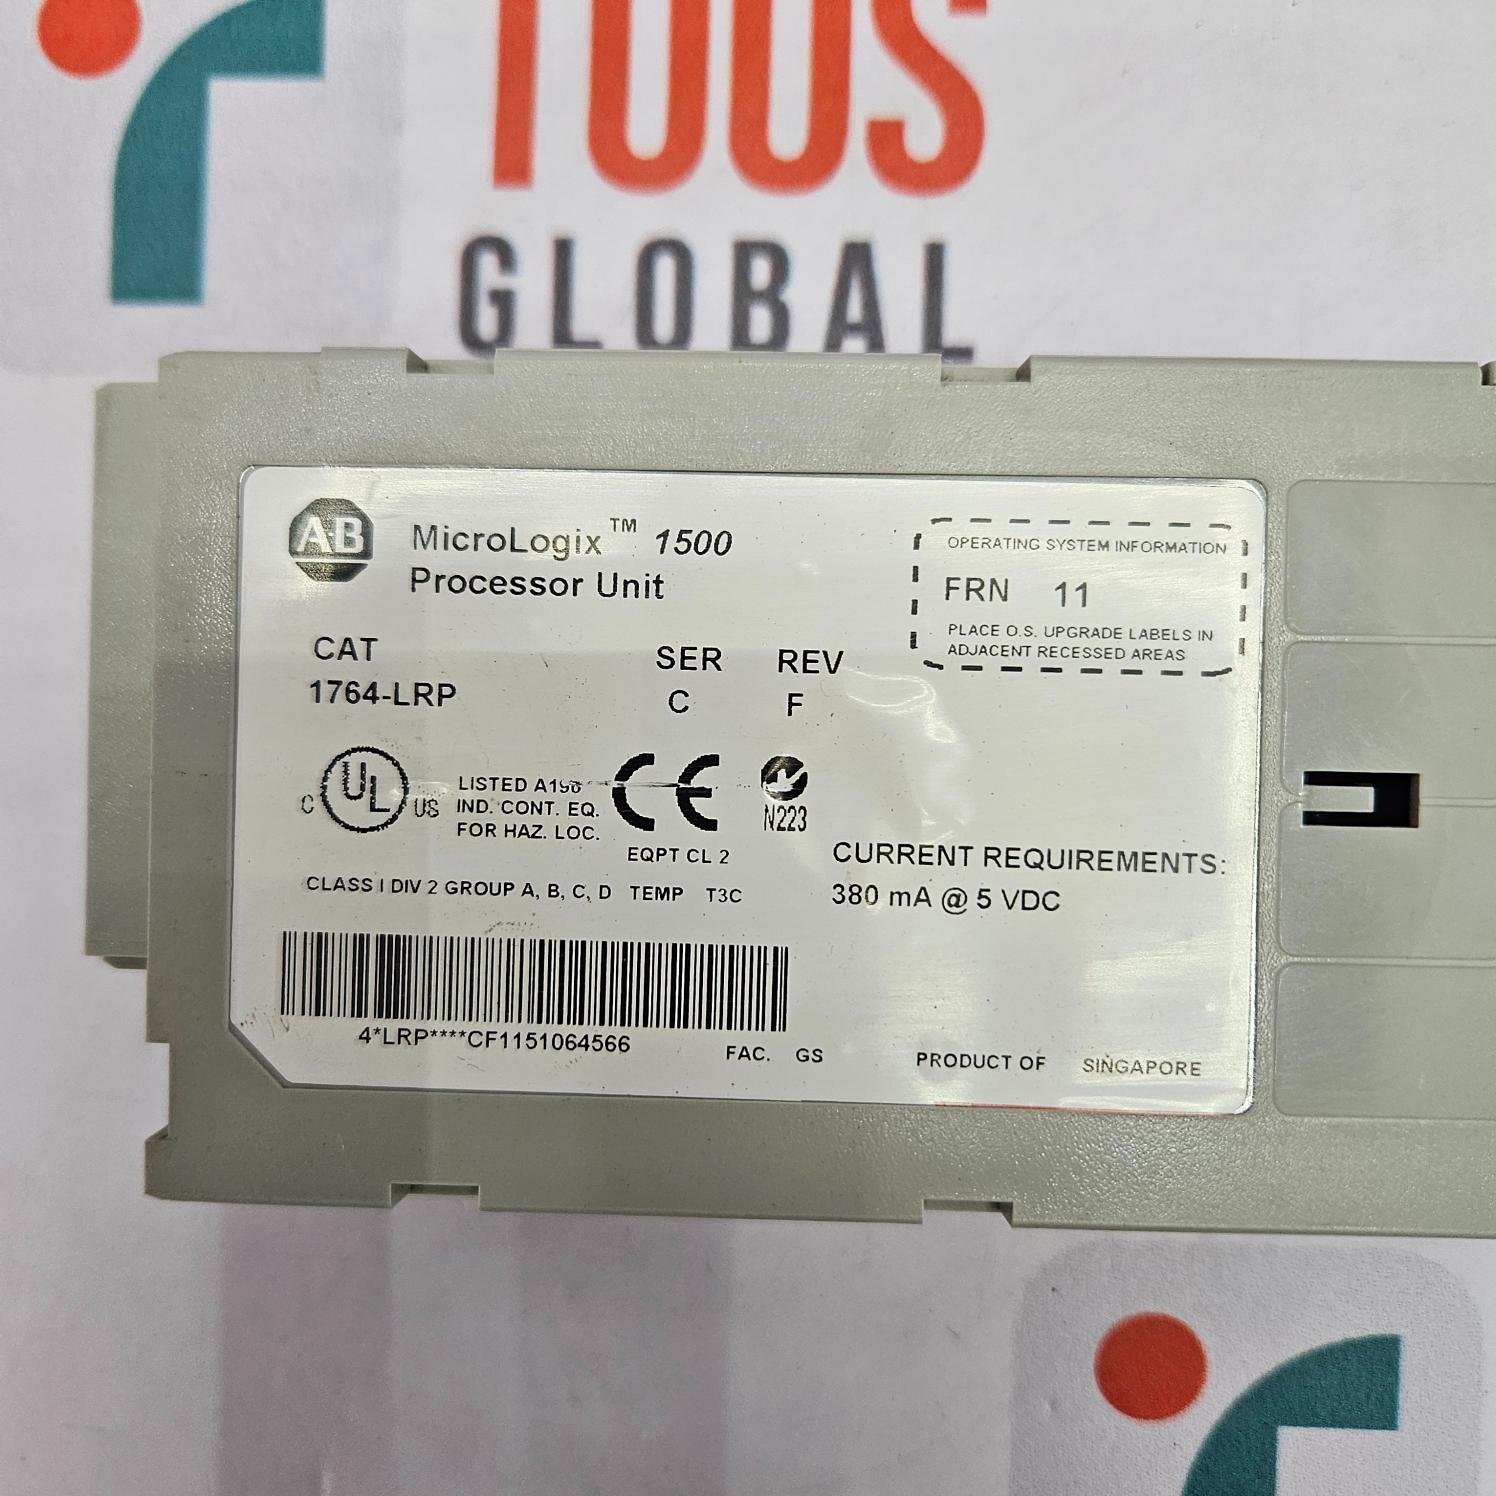 TOOS
GLOBAL
AB MicroLogix™ 1500
Processor Unit
OPERATING SYSTEM INFORMATION
FRN 11
PLACE O.S. UPGRADE LABELS IN
ADJACENT RECESSED AREAS
CAT SER REV
1764-LRP C F
C UL US
LISTED A196
IND. CONT. EQ.
FOR HAZ. LOC.
CE
N223
EQPT CL 2
CLASS I DIV 2 GROUP A, B, C, D TEMP T3C
CURRENT REQUIREMENTS:
380 mA @ 5 VDC
4*LRP****CF1151064566
FAC. GS
PRODUCT OF SINGAPORE